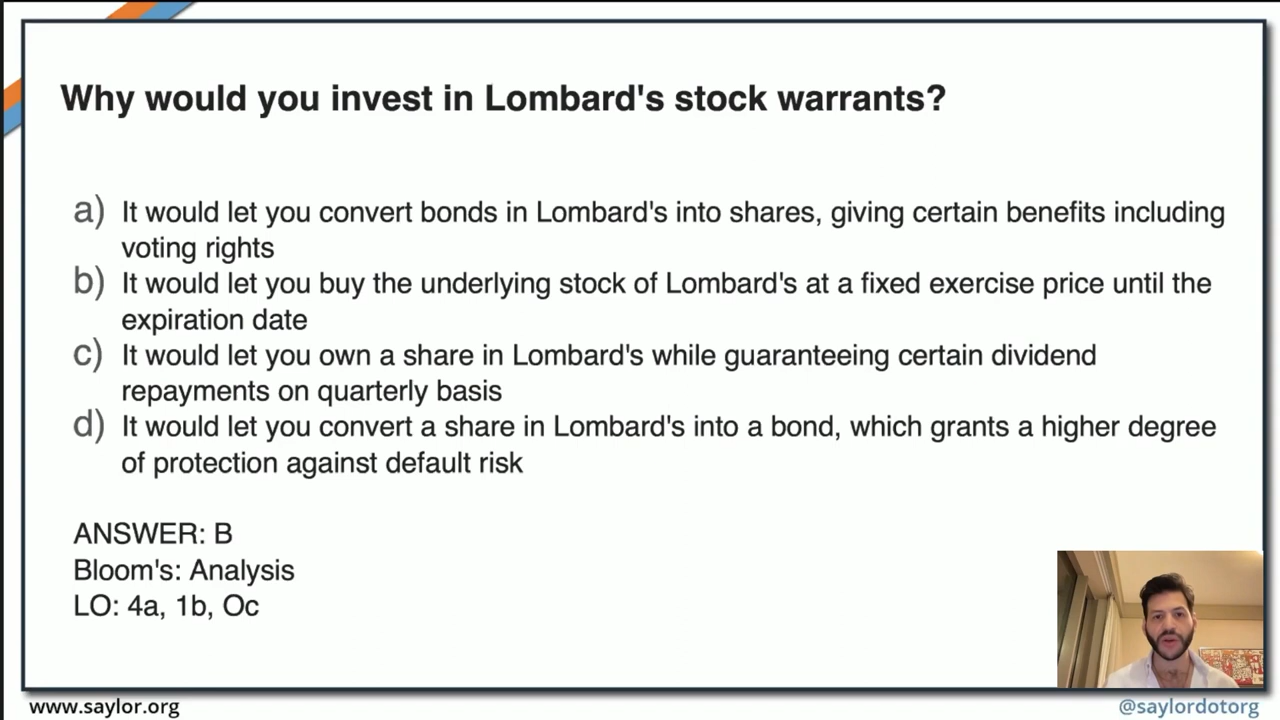 Why would you invest in Lombard's stock warrants?
a) It would let you convert bonds in Lombard's into shares, giving certain benefits including
voting rights
b) It would let you buy the underlying stock of Lombard's at a fixed exercise price until the
expiration date
c) It would let you own a share in Lombard's while guaranteeing certain dividend
repayments on quarterly basis
d) It would let you convert a share in Lombard's into a bond, which grants a higher degree
of protection against default risk
ANSWER: B
Bloom's: Analysis
LO: 4a, 1b, Oc
www.saylor.org
@saylordotorg